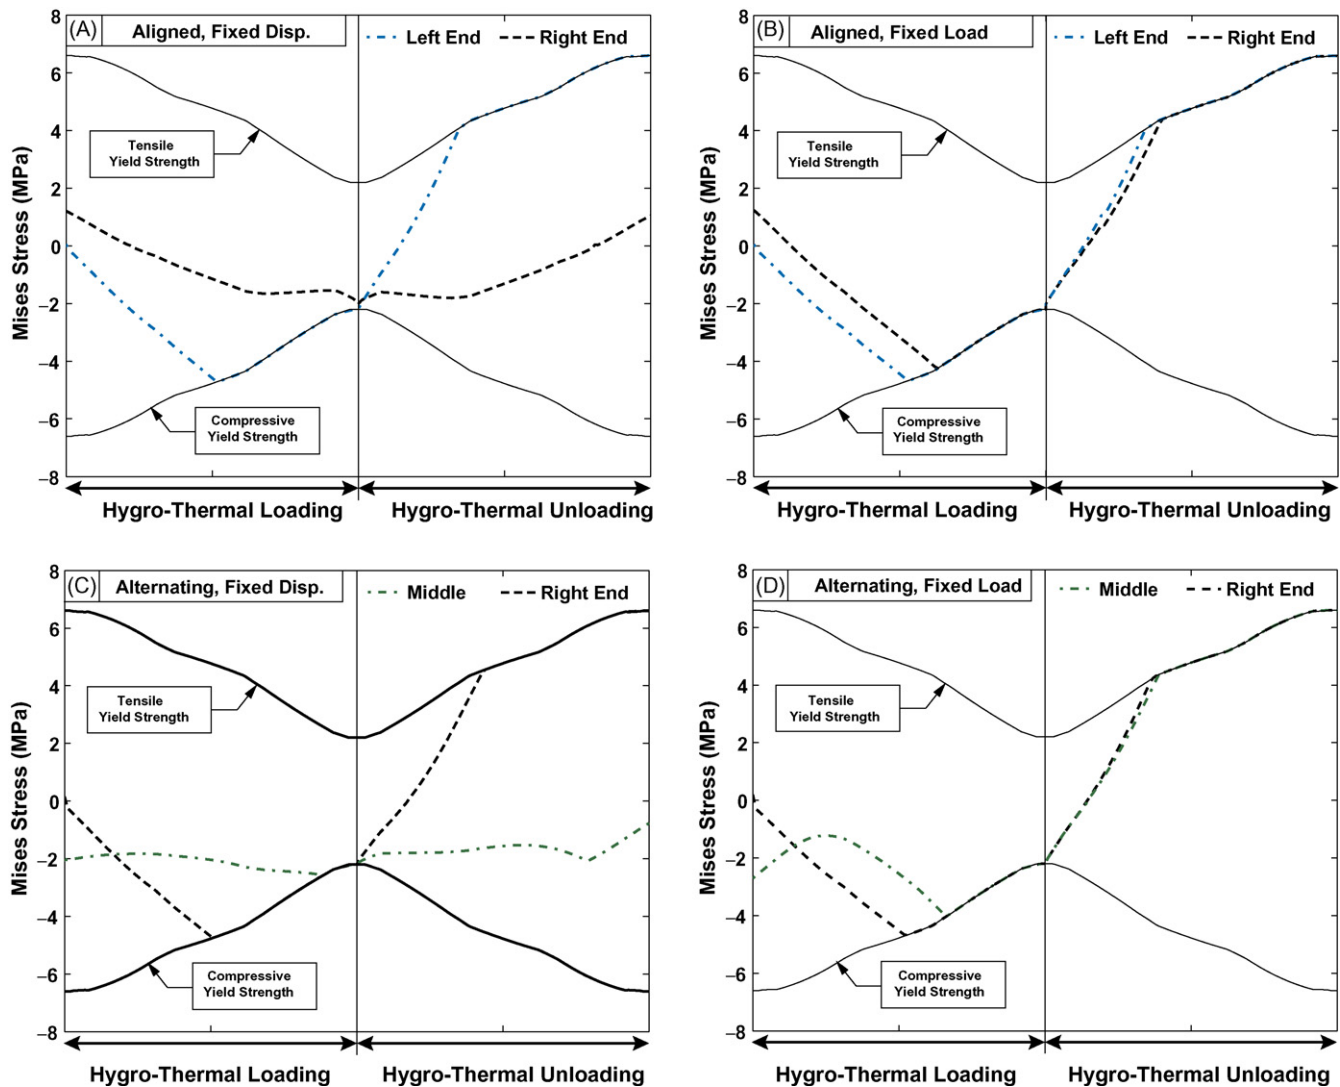 (A) Aligned, Fixed Disp. Left End Right End
8
6
4
2
0
−2
−4
−6
−8
Mises Stress (MPa)
Tensile
Yield Strength
Compressive
Yield Strength
Hygro-Thermal Loading Hygro-Thermal Unloading
(B) Aligned, Fixed Load Left End Right End
8
6
4
2
0
−2
−4
−6
−8
Mises Stress (MPa)
Tensile
Yield Strength
Compressive
Yield Strength
Hygro-Thermal Loading Hygro-Thermal Unloading
(C) Alternating, Fixed Disp. Middle Right End
8
6
4
2
0
−2
−4
−6
−8
Mises Stress (MPa)
Tensile
Yield Strength
Compressive
Yield Strength
Hygro-Thermal Loading Hygro-Thermal Unloading
(D) Alternating, Fixed Load Middle Right End
8
6
4
2
0
−2
−4
−6
−8
Mises Stress (MPa)
Tensile
Yield Strength
Compressive
Yield Strength
Hygro-Thermal Loading Hygro-Thermal Unloading